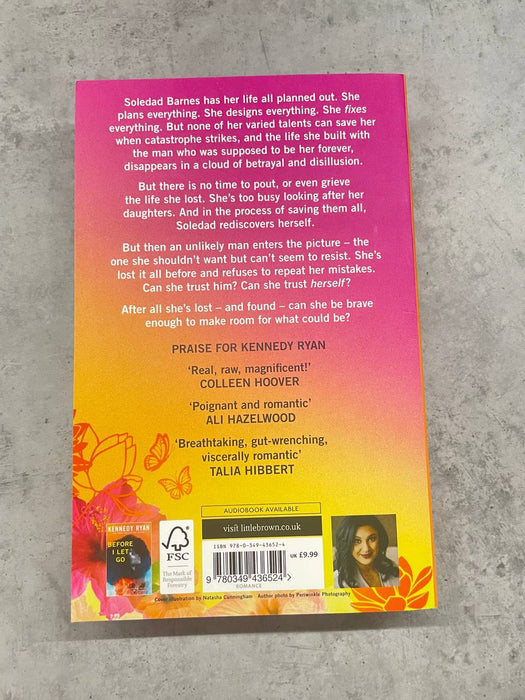 Soledad Barnes has her life all planned out. She
plans everything. She designs everything. She fixes
everything. But none of her varied talents can save her
when catastrophe strikes, and the life she built with
the man who was supposed to be her forever,
disappears in a cloud of betrayal and disillusion.
But there is no time to pout, or even grieve
the life she lost. She's too busy looking after her
daughters. And in the process of saving them all,
Soledad rediscovers herself.
But then an unlikely man enters the picture – the
one she shouldn't want but can't seem to resist. She's
lost it all before and refuses to repeat her mistakes.
Can she trust him? Can she trust herself?
After all she's lost – and found – can she be brave
enough to make room for what could be?
PRAISE FOR KENNEDY RYAN
'Real, raw, magnificent!'
COLLEEN HOOVER
'Poignant and romantic'
ALI HAZELWOOD
'Breathtaking, gut-wrenching,
viscerally romantic'
TALIA HIBBERT
AUDIOBOOK AVAILABLE
visit littlebrown.co.uk
KENNEDY RYAN
BEFORE
I LET
GO
FSC
The Mark of
Responsible
Forestry
ISBN 978-0-349-43652-4
9 780349 436524 >
ROMANCE
UK £9.99
Cover illustration by Natasha Cunningham · Author photo by Perrywinkle Photography